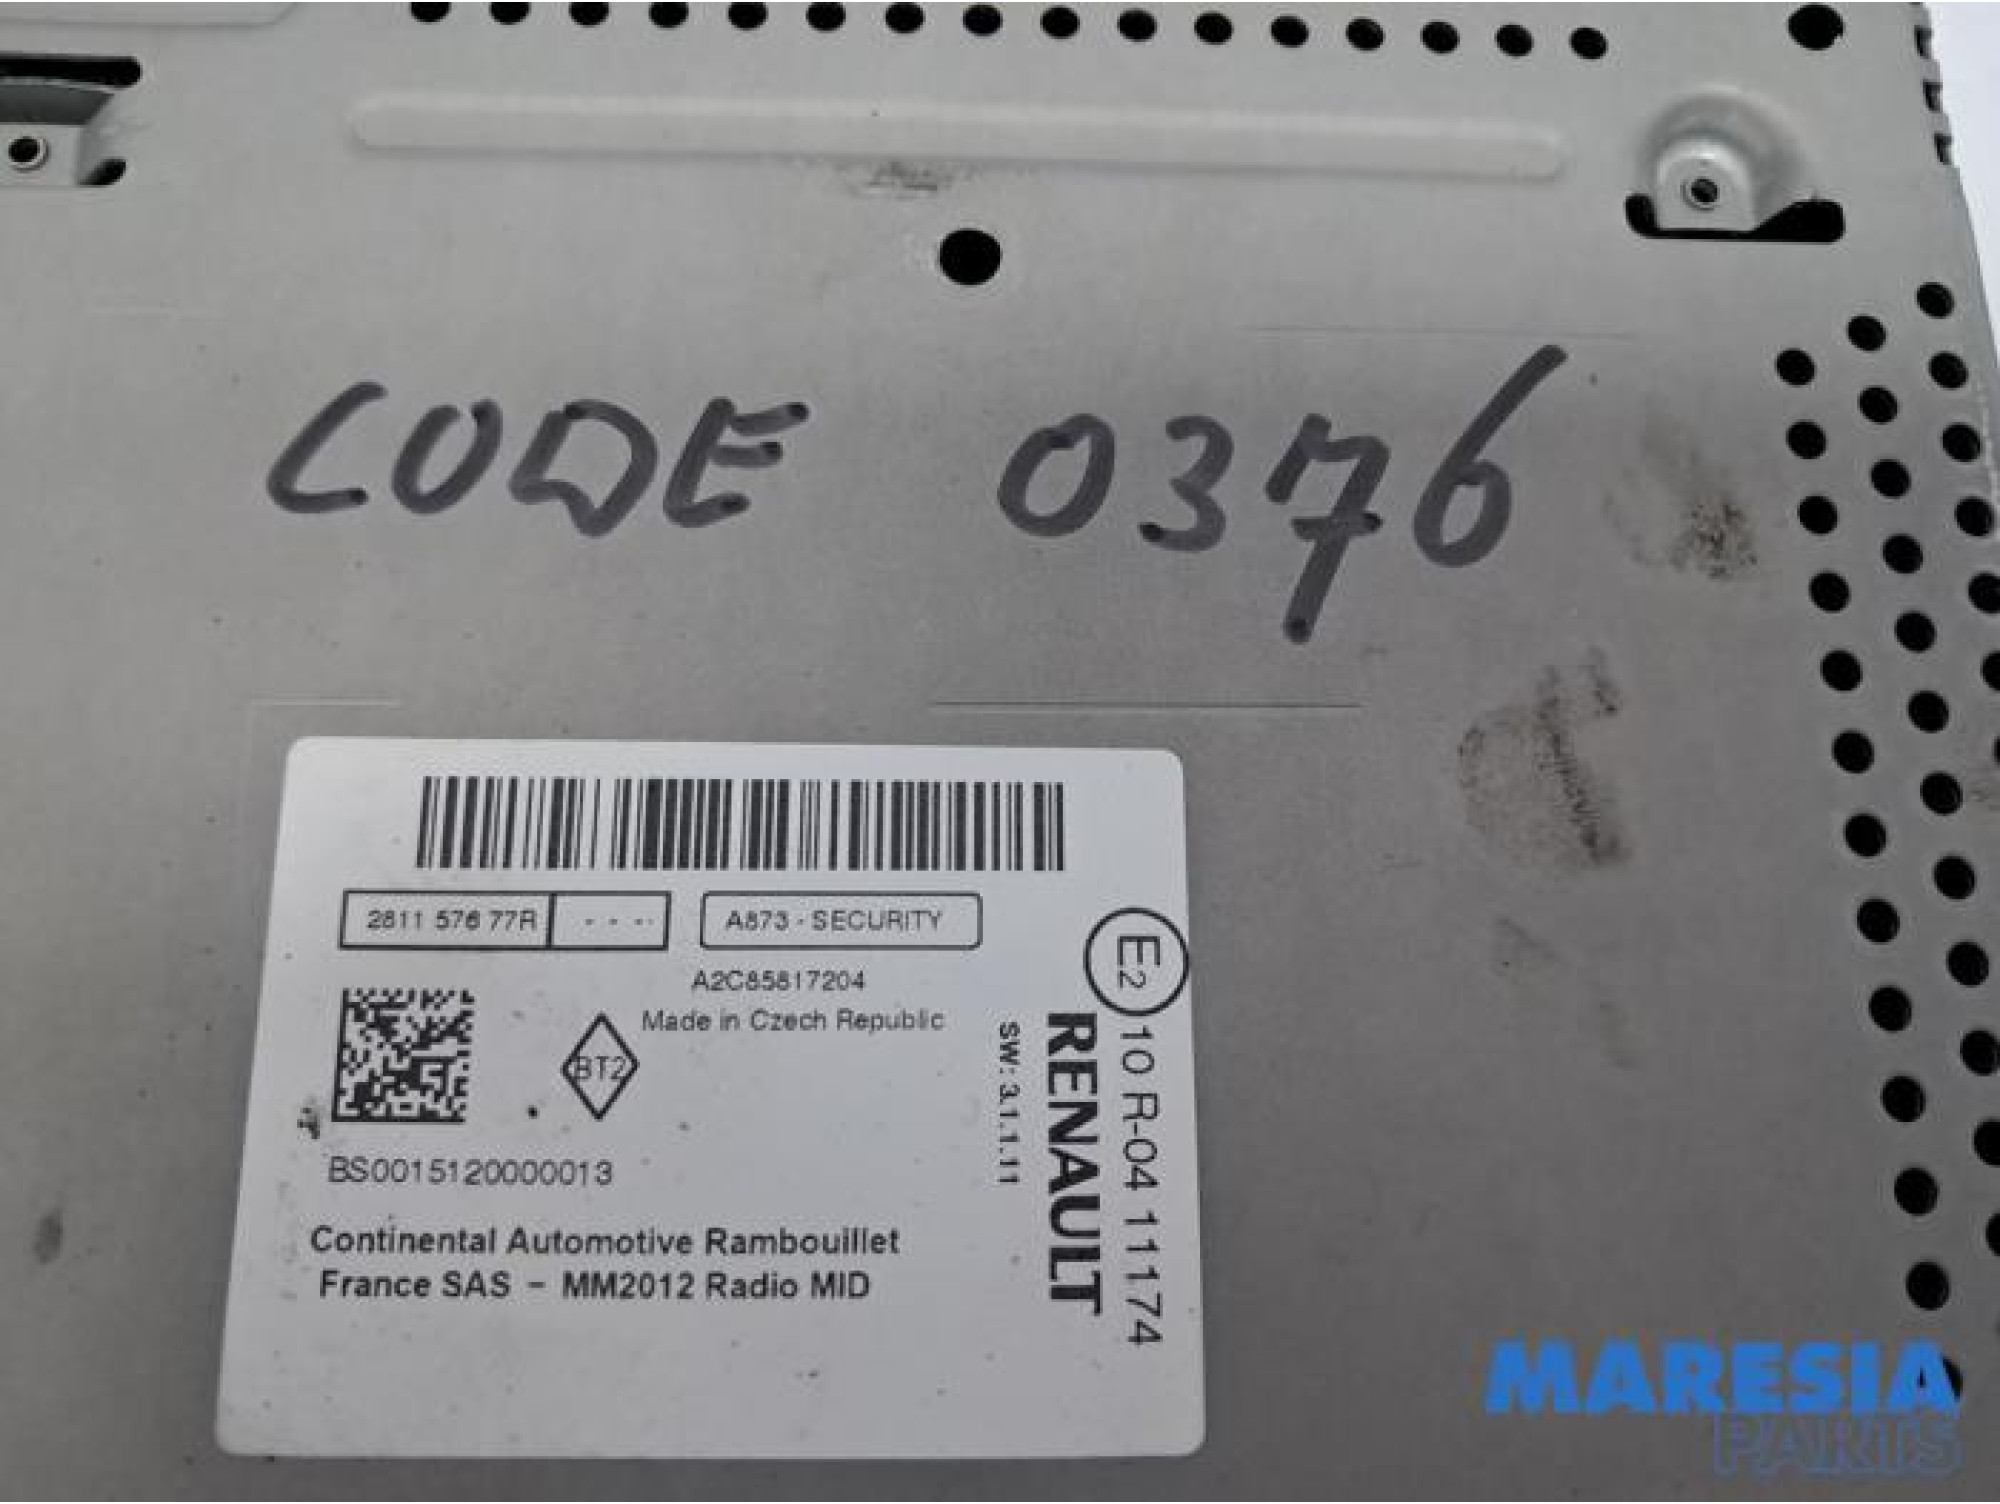 CODE 0376
2811 576 77R - - - -
A873 - SECURITY
A2C85817204
Made in Czech Republic
BT2
BS0015120000013
Continental Automotive Rambouillet
France SAS - MM2012 Radio MID
SW: 3.1.1.11
RENAULT
E2 10 R-04 11174
MARESIA
PARTS